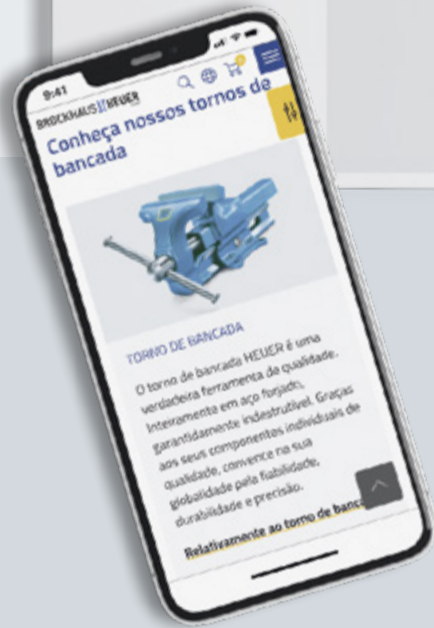 9:41
BROCKHAUS HEUER
Conheça nossos tornos de
bancada
TORNO DE BANCADA
O torno de bancada HEUER é uma
verdadeira ferramenta de qualidade.
Inteiramente em aço forjado,
garantidamente indestrutível. Graças
aos seus componentes individuais de
qualidade, convence na sua
globalidade pela fiabilidade,
durabilidade e precisão.
Relativamente ao torno de banca